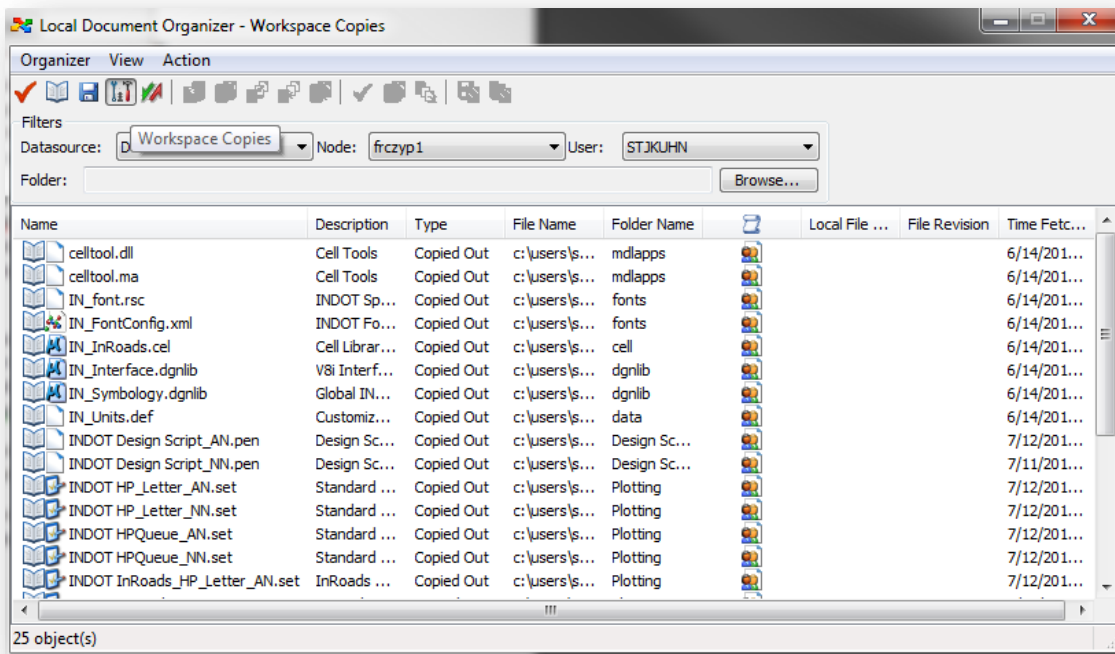 Local Document Organizer - Workspace Copies
Organizer View Action
Filters
Datasource: D Workspace Copies Node: frczyp1 User: STJKUHN
Folder: Browse...
Name Description Type File Name Folder Name Local File ... File Revision Time Fetc...
celltool.dll Cell Tools Copied Out c:\users\s... mdlapps 6/14/201...
celltool.ma Cell Tools Copied Out c:\users\s... mdlapps 6/14/201...
IN_font.rsc INDOT Sp... Copied Out c:\users\s... fonts 6/14/201...
IN_FontConfig.xml INDOT Fo... Copied Out c:\users\s... fonts 6/14/201...
IN_InRoads.cel Cell Librar... Copied Out c:\users\s... cell 6/14/201...
IN_Interface.dgnlib V8i Interf... Copied Out c:\users\s... dgnlib 6/14/201...
IN_Symbology.dgnlib Global IN... Copied Out c:\users\s... dgnlib 6/14/201...
IN_Units.def Customiz... Copied Out c:\users\s... data 6/14/201...
INDOT Design Script_AN.pen Design Sc... Copied Out c:\users\s... Design Sc... 7/12/201...
INDOT Design Script_NN.pen Design Sc... Copied Out c:\users\s... Design Sc... 7/11/201...
INDOT HP_Letter_AN.set Standard ... Copied Out c:\users\s... Plotting 7/12/201...
INDOT HP_Letter_NN.set Standard ... Copied Out c:\users\s... Plotting 7/12/201...
INDOT HPQueue_AN.set Standard ... Copied Out c:\users\s... Plotting 7/12/201...
INDOT HPQueue_NN.set Standard ... Copied Out c:\users\s... Plotting 7/12/201...
INDOT InRoads_HP_Letter_AN.set InRoads ... Copied Out c:\users\s... Plotting 7/12/201...
25 object(s)